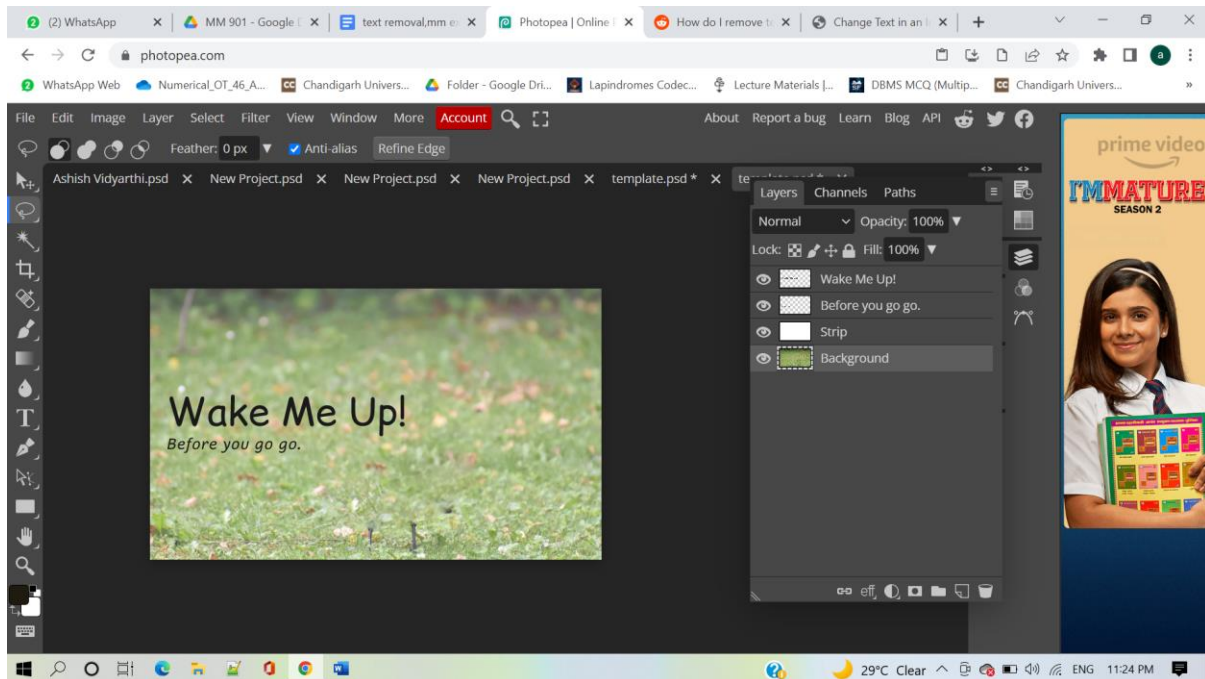 (2) WhatsApp
MM 901 - Google
text removal,mm e
Photopea | Online
How do I remove te
Change Text in an
photopea.com
WhatsApp Web Numerical_OT_46_A... Chandigarh Univers... Folder - Google Dri... Lapindromes Codec... Lecture Materials |... DBMS MCQ (Multip... Chandigarh Univers... »
File Edit Image Layer Select Filter View Window More Account About Report a bug Learn Blog API
Feather: 0 px Anti-alias Refine Edge
Ashish Vidyarthi.psd New Project.psd New Project.psd New Project.psd template.psd *
Layers Channels Paths
Normal Opacity: 100%
Lock: Fill: 100%
Wake Me Up!
Before you go go.
Strip
Background
eff
Wake Me Up!
Before you go go.
prime video
I'MMATURE
SEASON 2
29°C Clear ENG 11:24 PM